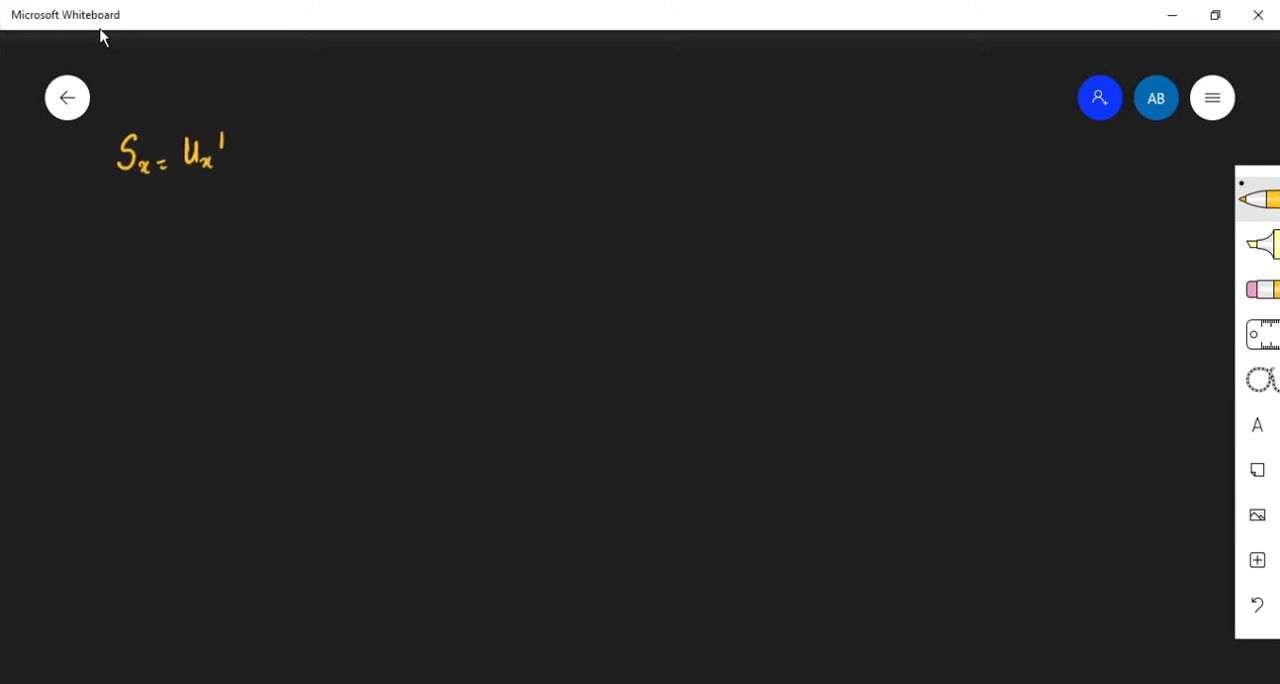 Microsoft Whiteboard
AB
Sₓ = Uₓ'
A